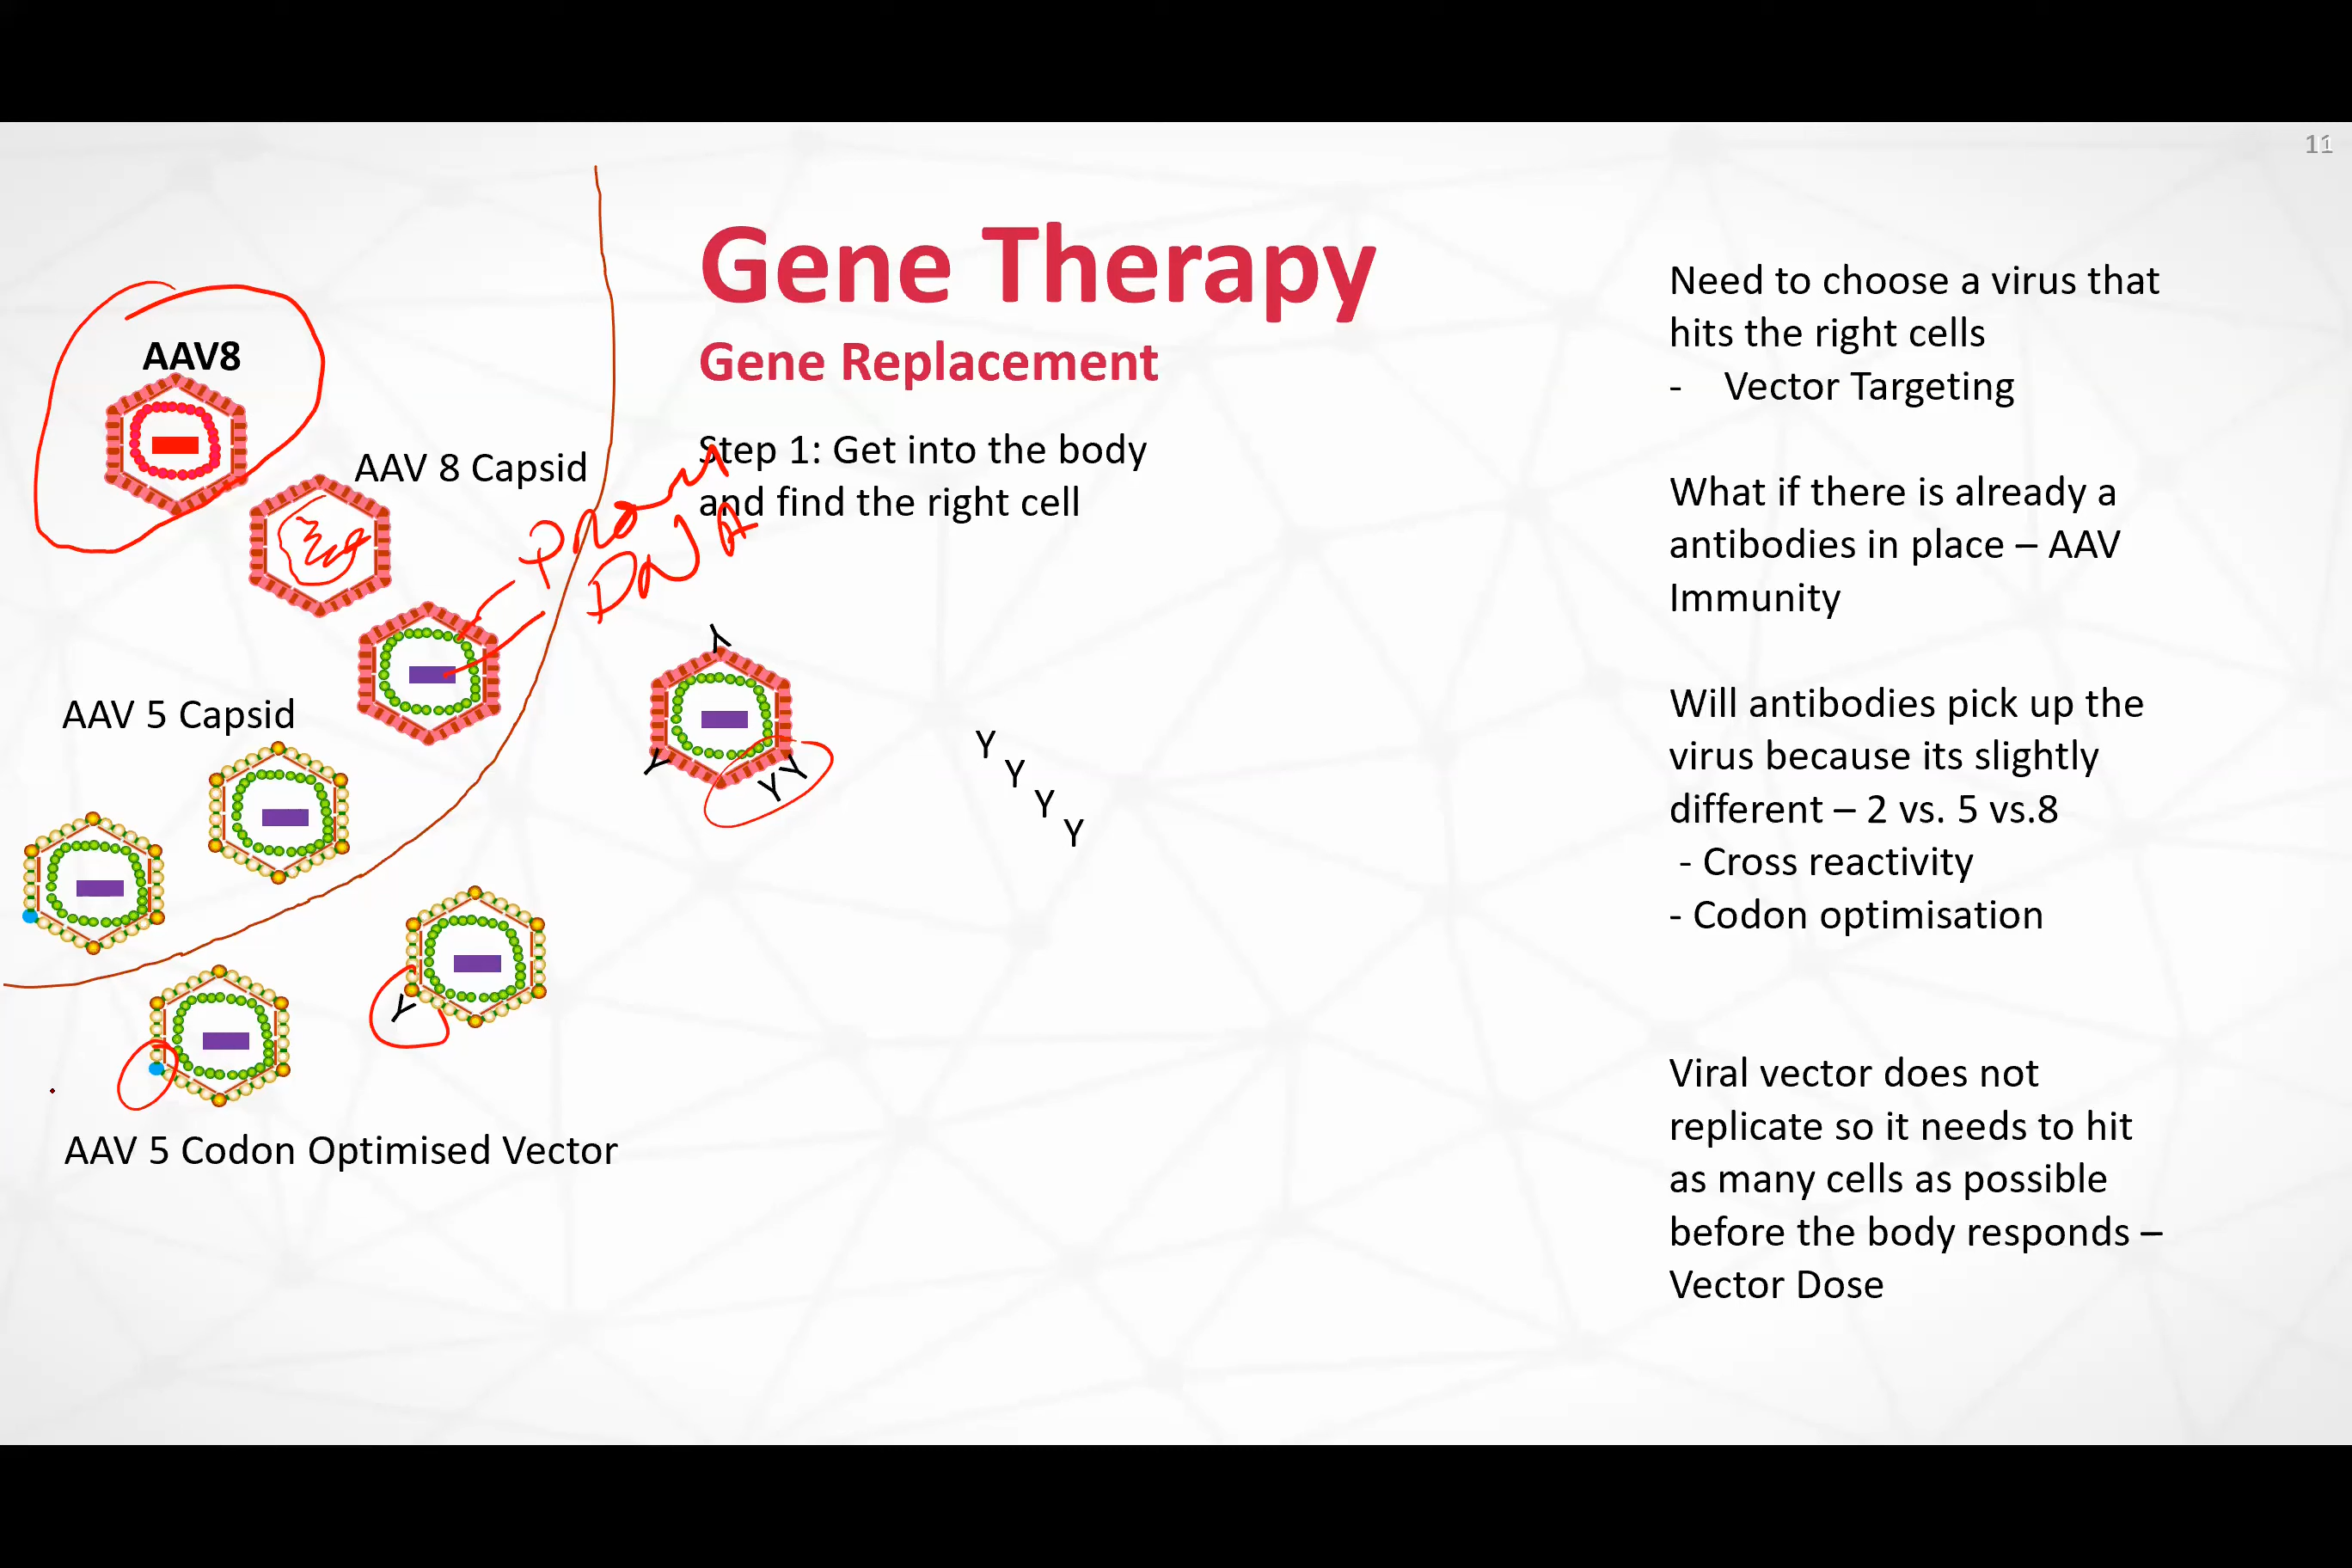 11
Gene Therapy
Gene Replacement
Step 1: Get into the body
and find the right cell
AAV8
AAV 8 Capsid
DNA
AAV 5 Capsid
Y
Y
Y
Y
Y
Y
Y
Y
Y
AAV 5 Codon Optimised Vector
Need to choose a virus that
hits the right cells
- Vector Targeting
What if there is already a
antibodies in place – AAV
Immunity
Will antibodies pick up the
virus because its slightly
different – 2 vs. 5 vs.8
- Cross reactivity
- Codon optimisation
Viral vector does not
replicate so it needs to hit
as many cells as possible
before the body responds –
Vector Dose